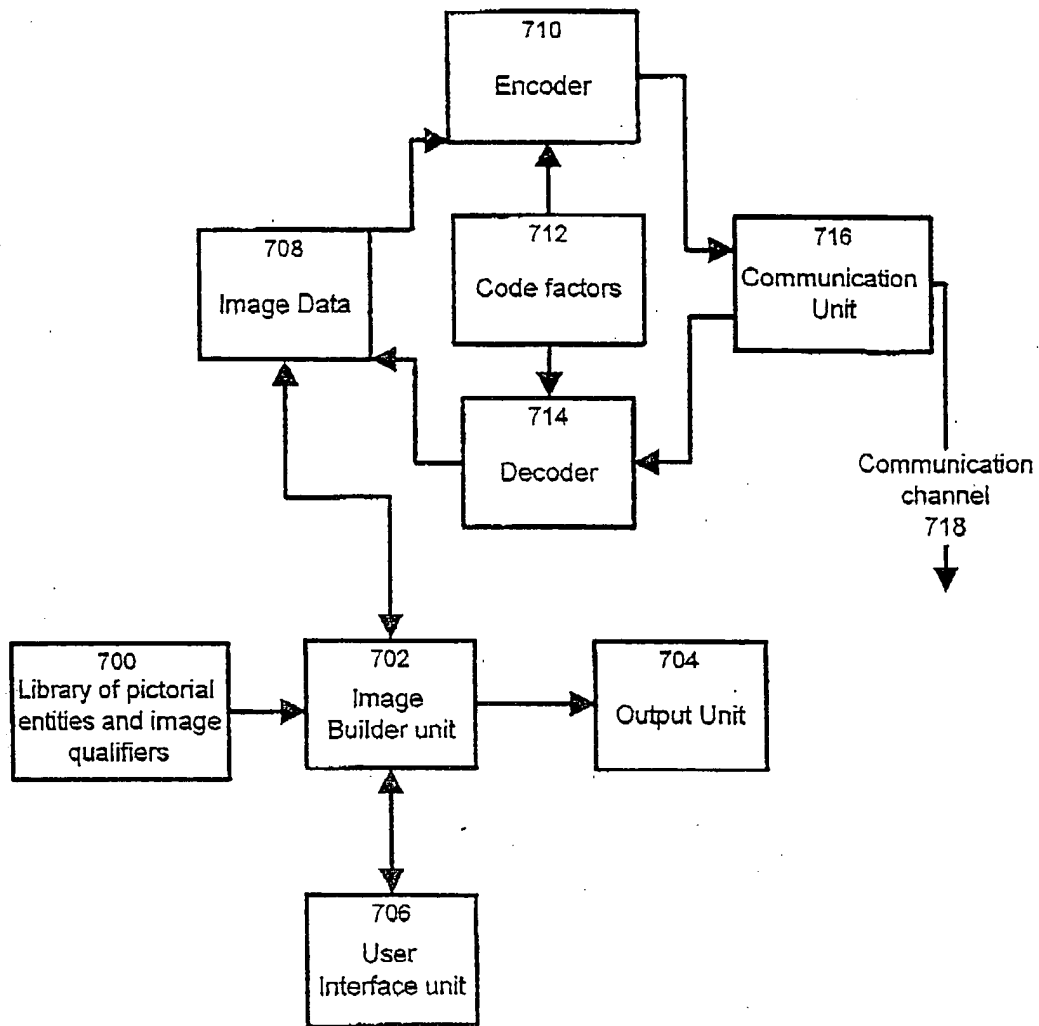 710
Encoder
712
Code factors
708
Image Data
716
Communication
Unit
714
Decoder
Communication
channel
718
700
Library of pictorial
entities and image
qualifiers
702
Image
Builder unit
704
Output Unit
706
User
Interface unit